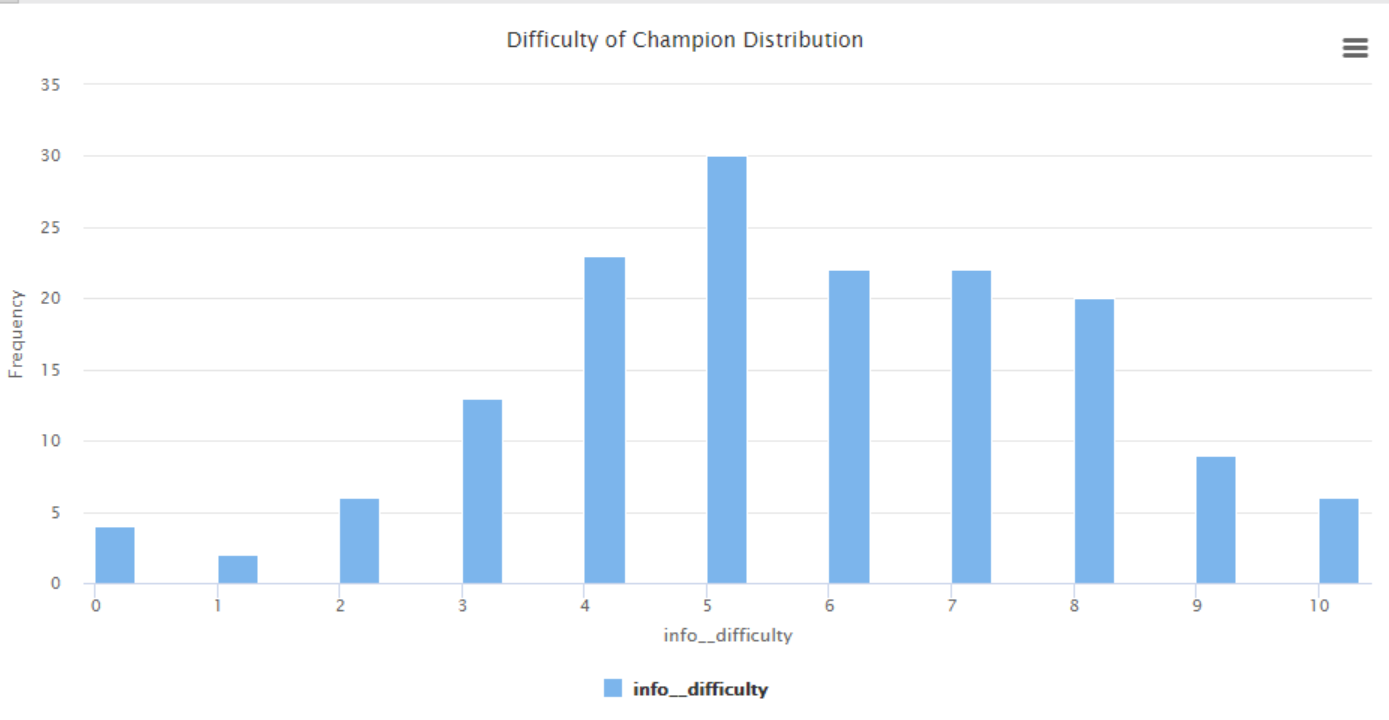 Difficulty of Champion Distribution
35
30
25
20
15
10
5
0
Frequency
0 1 2 3 4 5 6 7 8 9 10
info__difficulty
info__difficulty